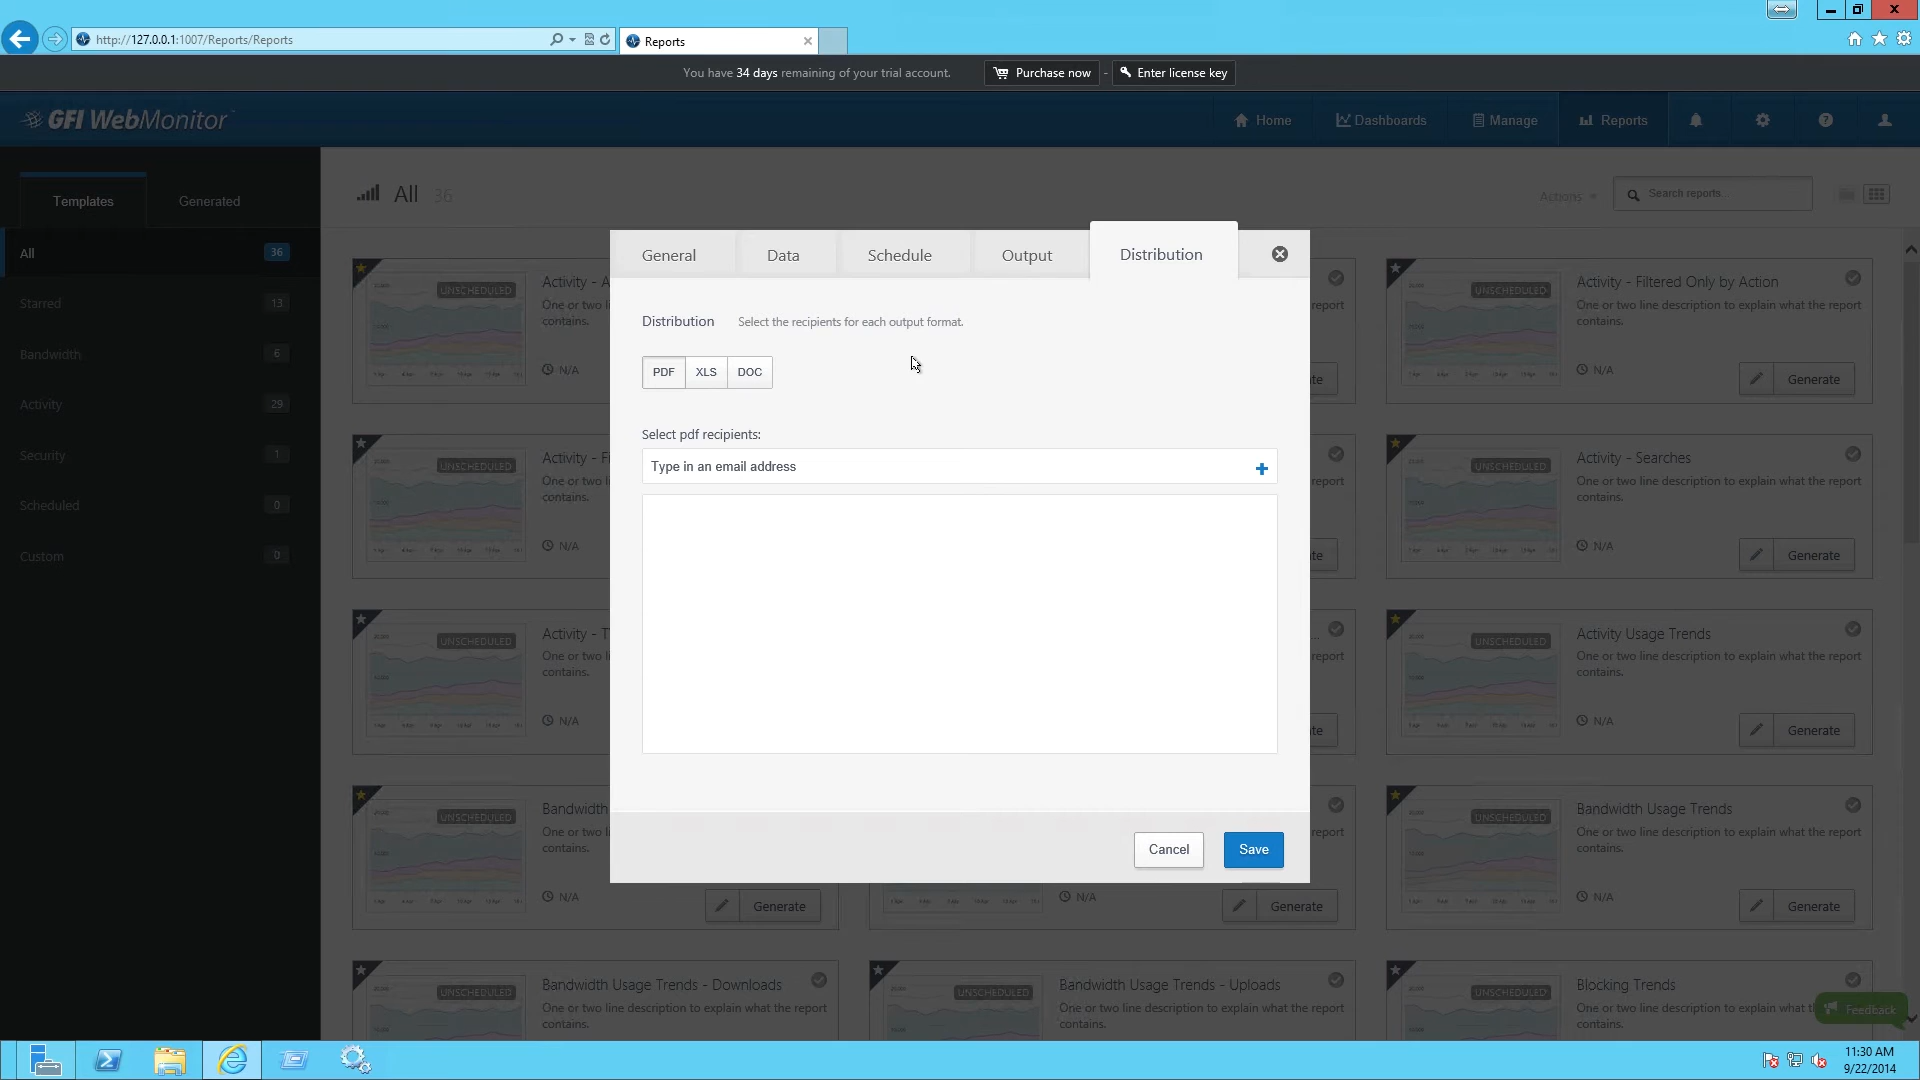 http://127.0.0.1:1007/Reports/Reports
Reports
You have 34 days remaining of your trial account.
Purchase now
-
Enter license key
GFI WebMonitor
Home
Dashboards
Manage
Reports
Templates
Generated
All 36
Starred 13
Bandwidth 6
Activity 29
Security 1
Scheduled 0
Custom 0
All 36
Actions
Search reports...
General
Data
Schedule
Output
Distribution
Distribution
Select the recipients for each output format.
PDF
XLS
DOC
Select pdf recipients:
Type in an email address
Cancel
Save
UNSCHEDULED
Activity - A
One or two li
contains.
N/A
UNSCHEDULED
Activity - Filtered Only by Action
One or two line description to explain what the report
contains.
N/A
Generate
UNSCHEDULED
Activity - Fi
One or two li
contains.
N/A
UNSCHEDULED
Activity - Searches
One or two line description to explain what the report
contains.
N/A
Generate
UNSCHEDULED
Activity - T
One or two li
contains.
N/A
UNSCHEDULED
Activity Usage Trends
One or two line description to explain what the report
contains.
N/A
Generate
UNSCHEDULED
Bandwidth
One or two li
contains.
N/A
Generate
N/A
Generate
UNSCHEDULED
Bandwidth Usage Trends
One or two line description to explain what the report
contains.
N/A
Generate
UNSCHEDULED
Bandwidth Usage Trends - Downloads
One or two line description to explain what the report
contains.
UNSCHEDULED
Bandwidth Usage Trends - Uploads
One or two line description to explain what the report
contains.
UNSCHEDULED
Blocking Trends
One or two line description to explain what the report
contains.
Feedback
11:30 AM
9/22/2014